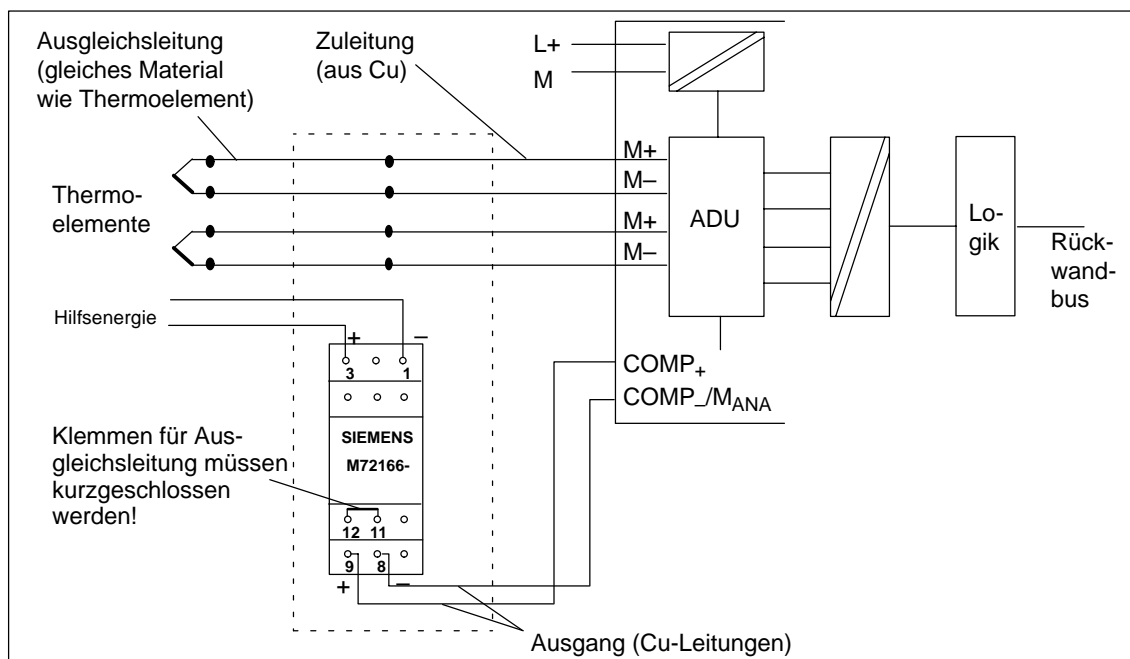 Ausgleichsleitung
(gleiches Material
wie Thermoelement)
Zuleitung
(aus Cu)
L+
M
Thermo-
elemente
M+
M–
M+
M–
ADU
Lo-
gik
Rück-
wand-
bus
Hilfsenergie
+ –
3 1
COMP+
COMP–/MANA
SIEMENS
M72166-
Klemmen für Aus-
gleichsleitung müssen
kurzgeschlossen
werden!
12 11
9 8
+ –
Ausgang (Cu-Leitungen)